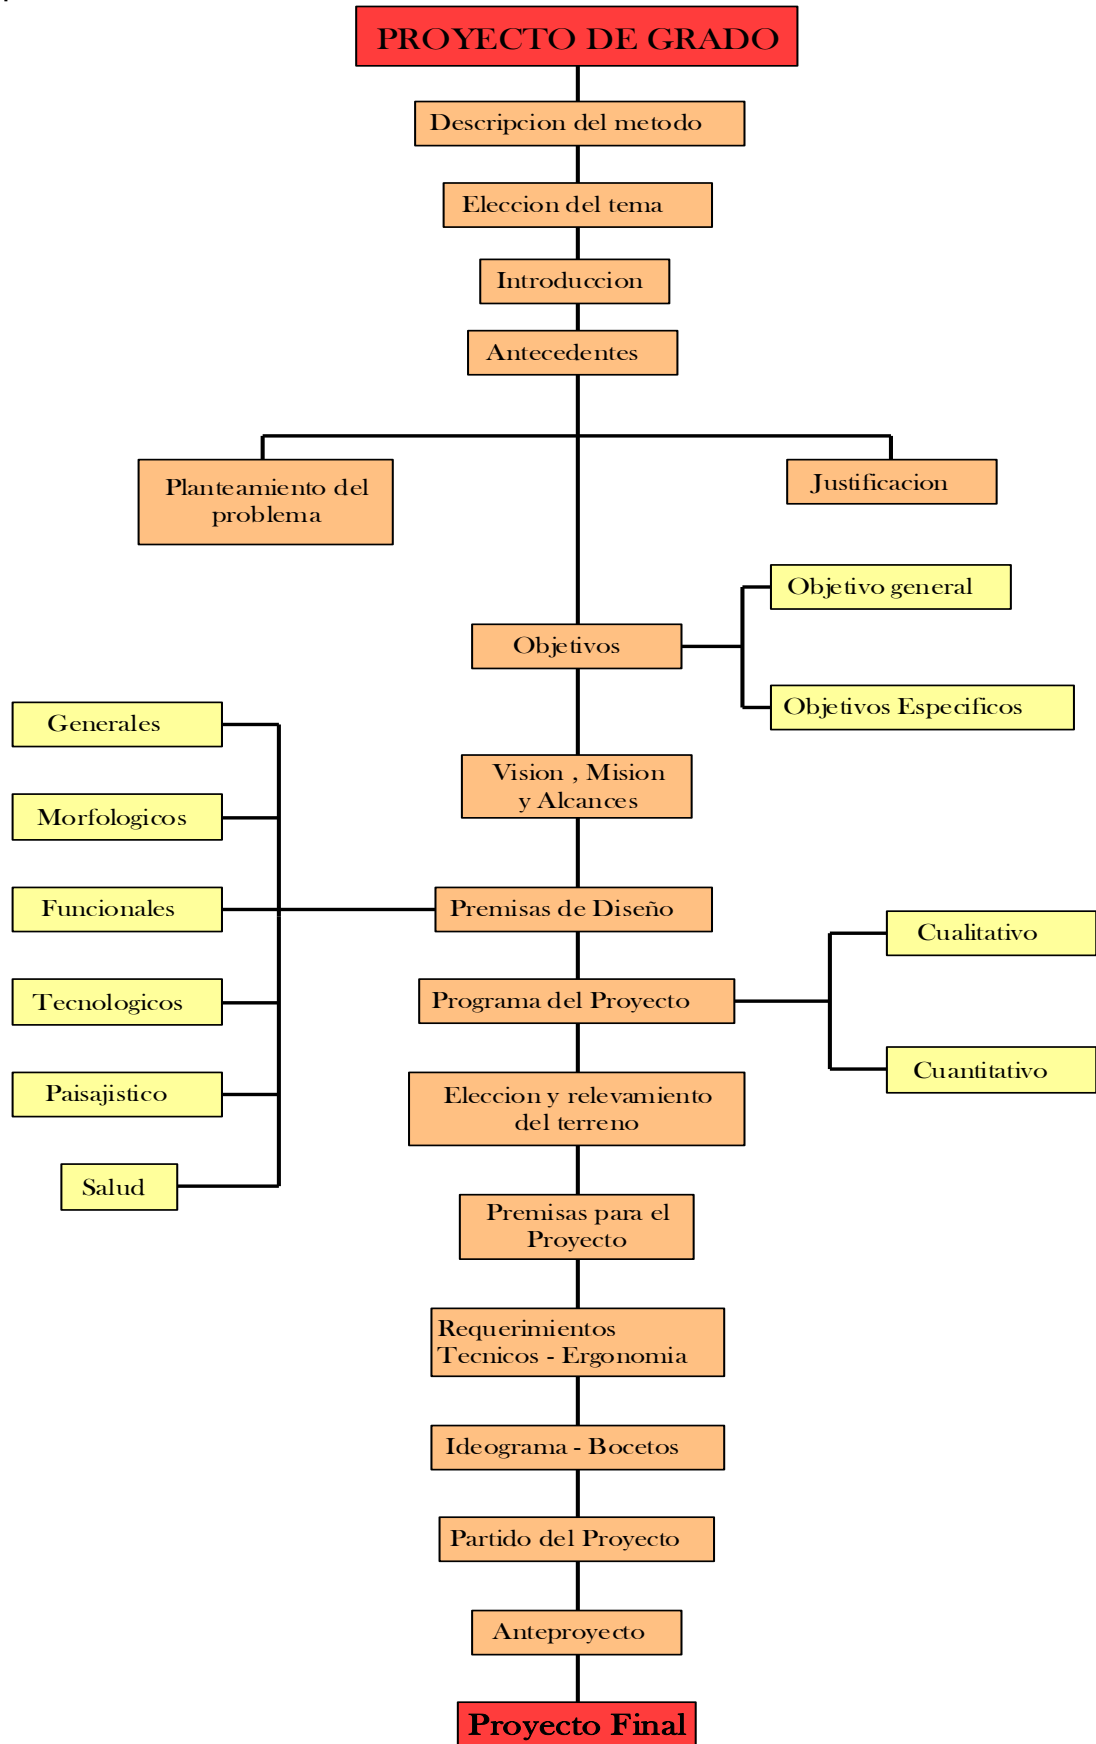 PROYECTO DE GRADO
Descripcion del metodo
Eleccion del tema
Introduccion
Antecedentes
Planteamiento del
problema
Justificacion
Objetivo general
Objetivos
Objetivos Especificos
Generales
Vision , Mision
y Alcances
Morfologicos
Funcionales
Premisas de Diseño
Cualitativo
Tecnologicos
Programa del Proyecto
Cuantitativo
Paisajistico
Eleccion y relevamiento
del terreno
Salud
Premisas para el
Proyecto
Requerimientos
Tecnicos - Ergonomia
Ideograma - Bocetos
Partido del Proyecto
Anteproyecto
Proyecto Final